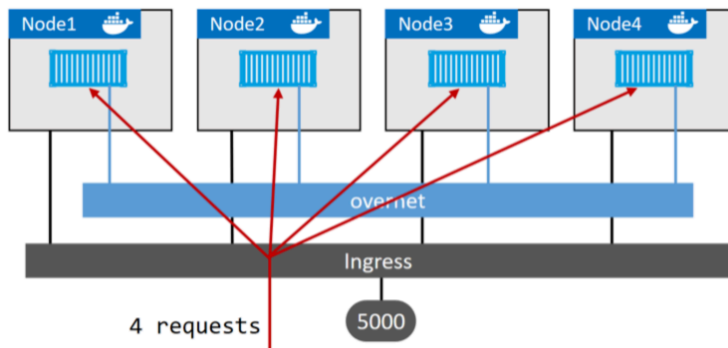 Node1
Node2
Node3
Node4
overnet
Ingress
4 requests
5000